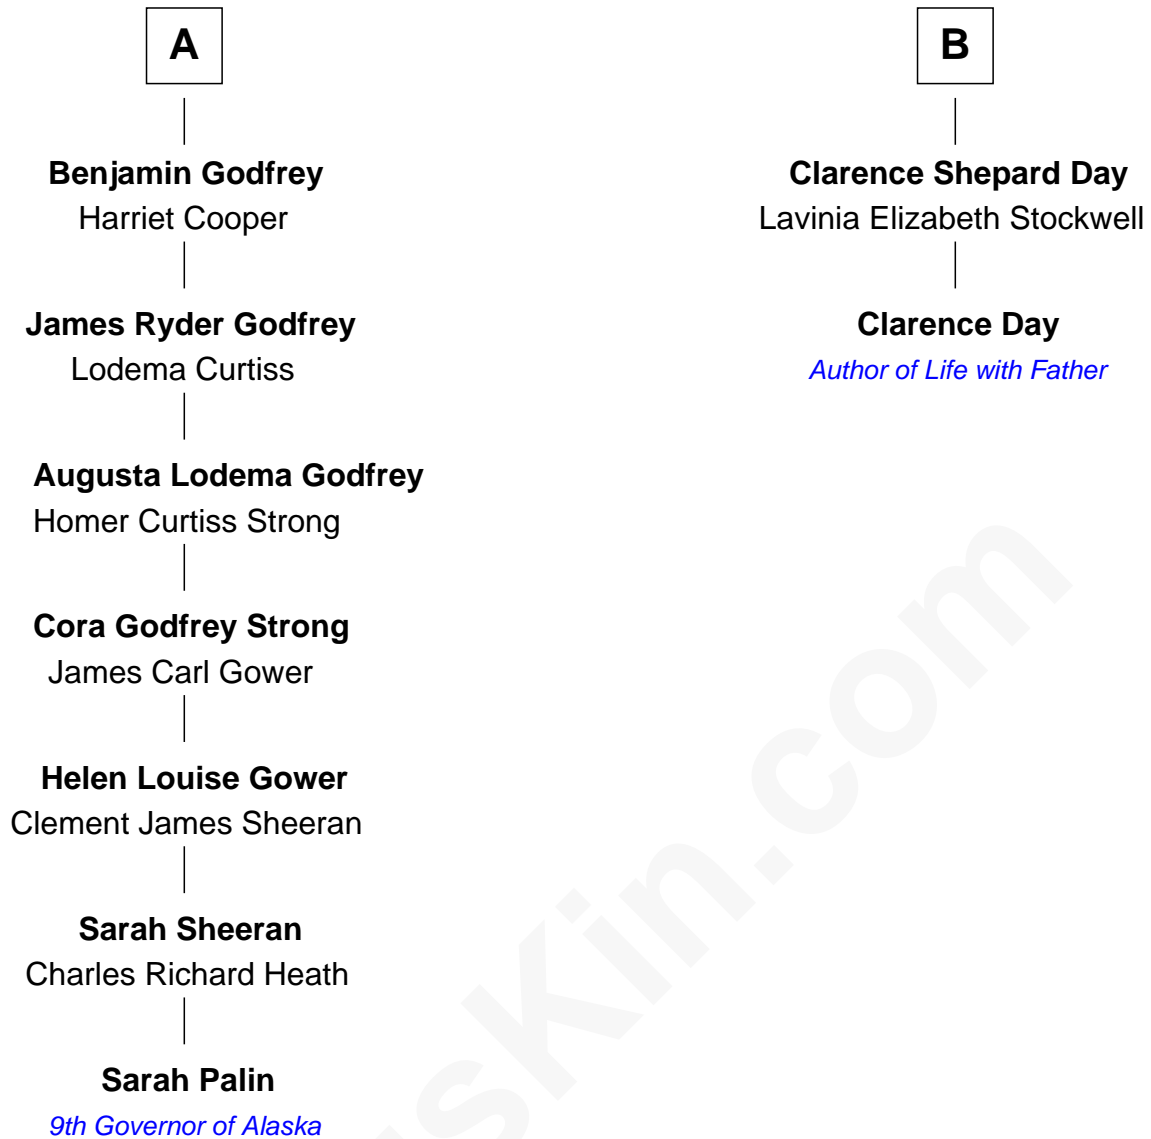 A
Benjamin Godfrey
Harriet Cooper
James Ryder Godfrey
Lodema Curtiss
Augusta Lodema Godfrey
Homer Curtiss Strong
Cora Godfrey Strong
James Carl Gower
Helen Louise Gower
Clement James Sheeran
Sarah Sheeran
Charles Richard Heath
Sarah Palin
9th Governor of Alaska
B
Clarence Shepard Day
Lavinia Elizabeth Stockwell
Clarence Day
Author of Life with Father